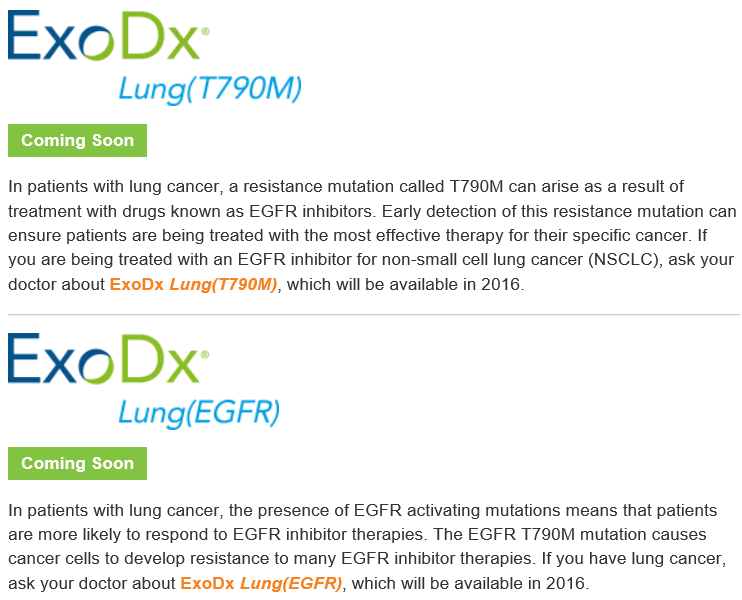 ExoDx®
Lung(T790M)
Coming Soon
In patients with lung cancer, a resistance mutation called T790M can arise as a result of
treatment with drugs known as EGFR inhibitors. Early detection of this resistance mutation can
ensure patients are being treated with the most effective therapy for their specific cancer. If
you are being treated with an EGFR inhibitor for non-small cell lung cancer (NSCLC), ask your
doctor about ExoDx Lung(T790M), which will be available in 2016.
ExoDx®
Lung(EGFR)
Coming Soon
In patients with lung cancer, the presence of EGFR activating mutations means that patients
are more likely to respond to EGFR inhibitor therapies. The EGFR T790M mutation causes
cancer cells to develop resistance to many EGFR inhibitor therapies. If you have lung cancer,
ask your doctor about ExoDx Lung(EGFR), which will be available in 2016.